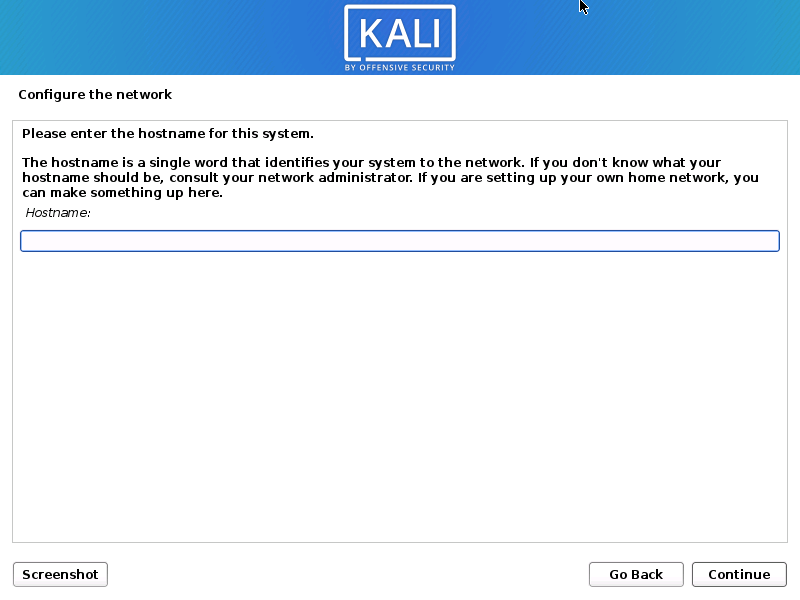 KALI
BY OFFENSIVE SECURITY
Configure the network
Please enter the hostname for this system.
The hostname is a single word that identifies your system to the network. If you don't know what your
hostname should be, consult your network administrator. If you are setting up your own home network, you
can make something up here.
Hostname:
Screenshot
Go Back
Continue